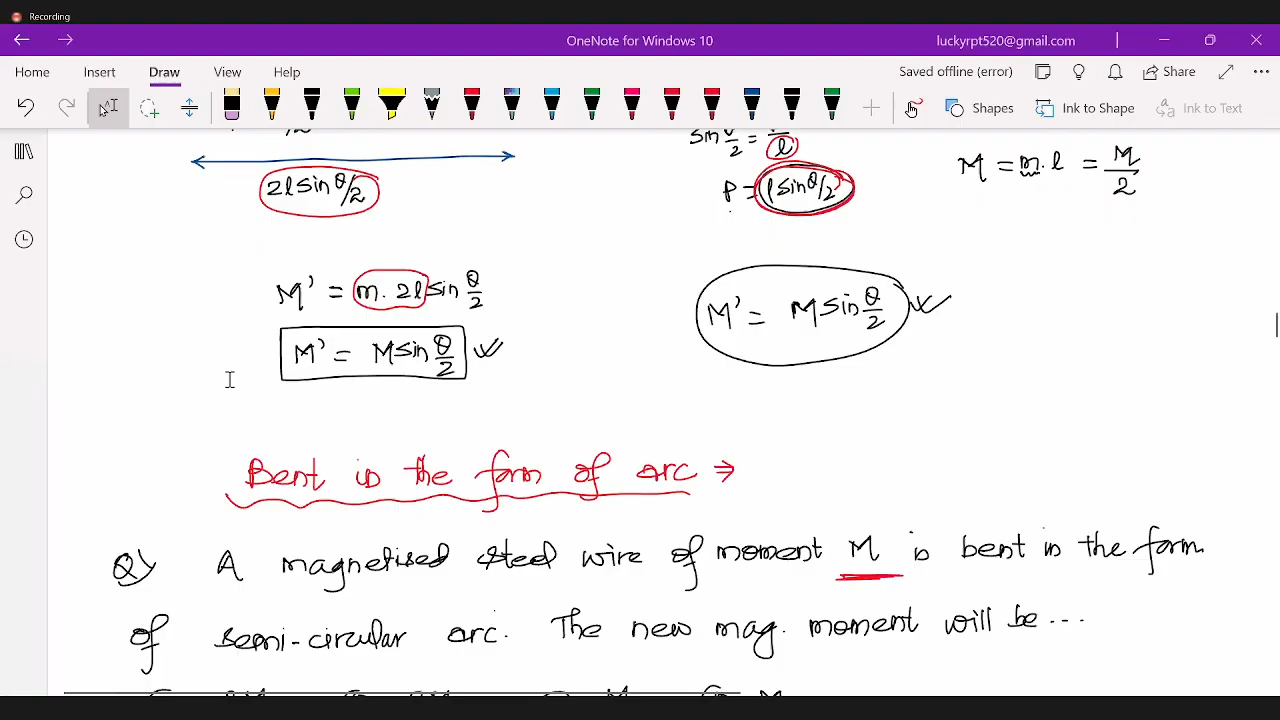 Recording
OneNote for Windows 10
luckyrpt520@gmail.com
Home Insert Draw View Help
Saved offline (error)
Share
Shapes
Ink to Shape
Ink to Text
sin θ/2 =
l
2l sin θ/2
P = l sin θ/2
M = m.l = M/2
M' = m.2l sin θ/2
M' = M sin θ/2
M' = M sin θ/2
Bent in the form of arc ⇒
Q) A magnetised steel wire of moment M is bent in the form
of semi-circular arc. The new mag. moment will be...